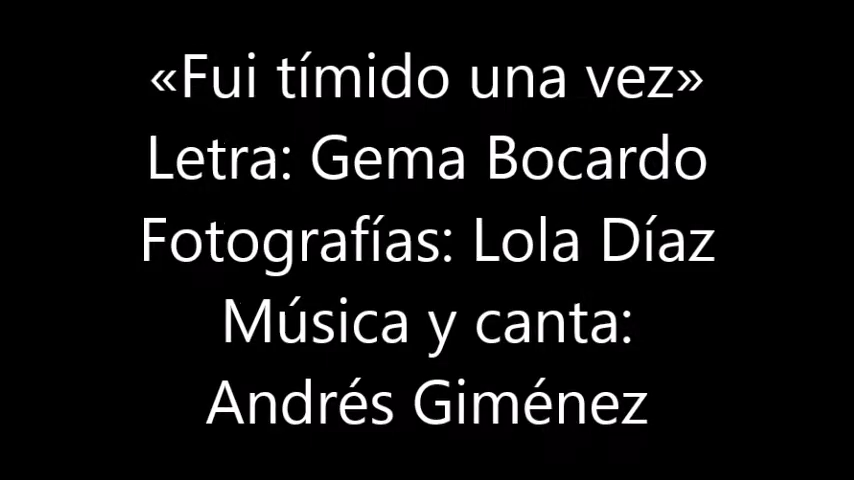 «Fui tímido una vez»
Letra: Gema Bocardo
Fotografías: Lola Díaz
Música y canta:
Andrés Giménez